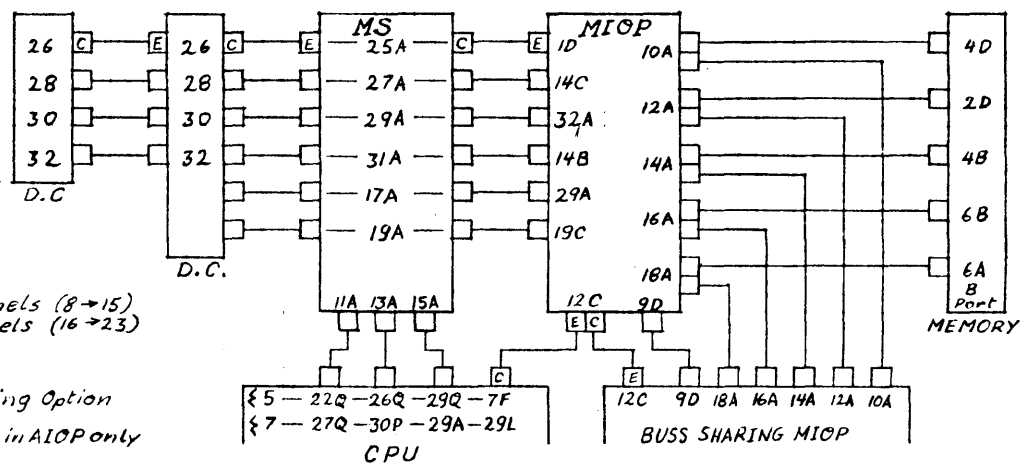 MS
MIOP
26 C E 26 C E 25A C E 1D 10A 4D
28 28 27A 14C
12A 2D
30 30 29A 32A
32 32 31A 14B 14A 4B
D.C
17A 29A
16A 6B
19A 19C
D.C.
18A 6A
B
Port
MEMORY
11A 13A 15A 12C 9D
E C
nels (8→15)
els (16→23)
C E
{5 — 22Q — 26Q — 29Q — 7F
12C 9D 18A 16A 14A 12A 10A
ing Option
{7 — 27Q — 30P — 29A — 29L
in AIOP only
BUSS SHARING MIOP
CPU